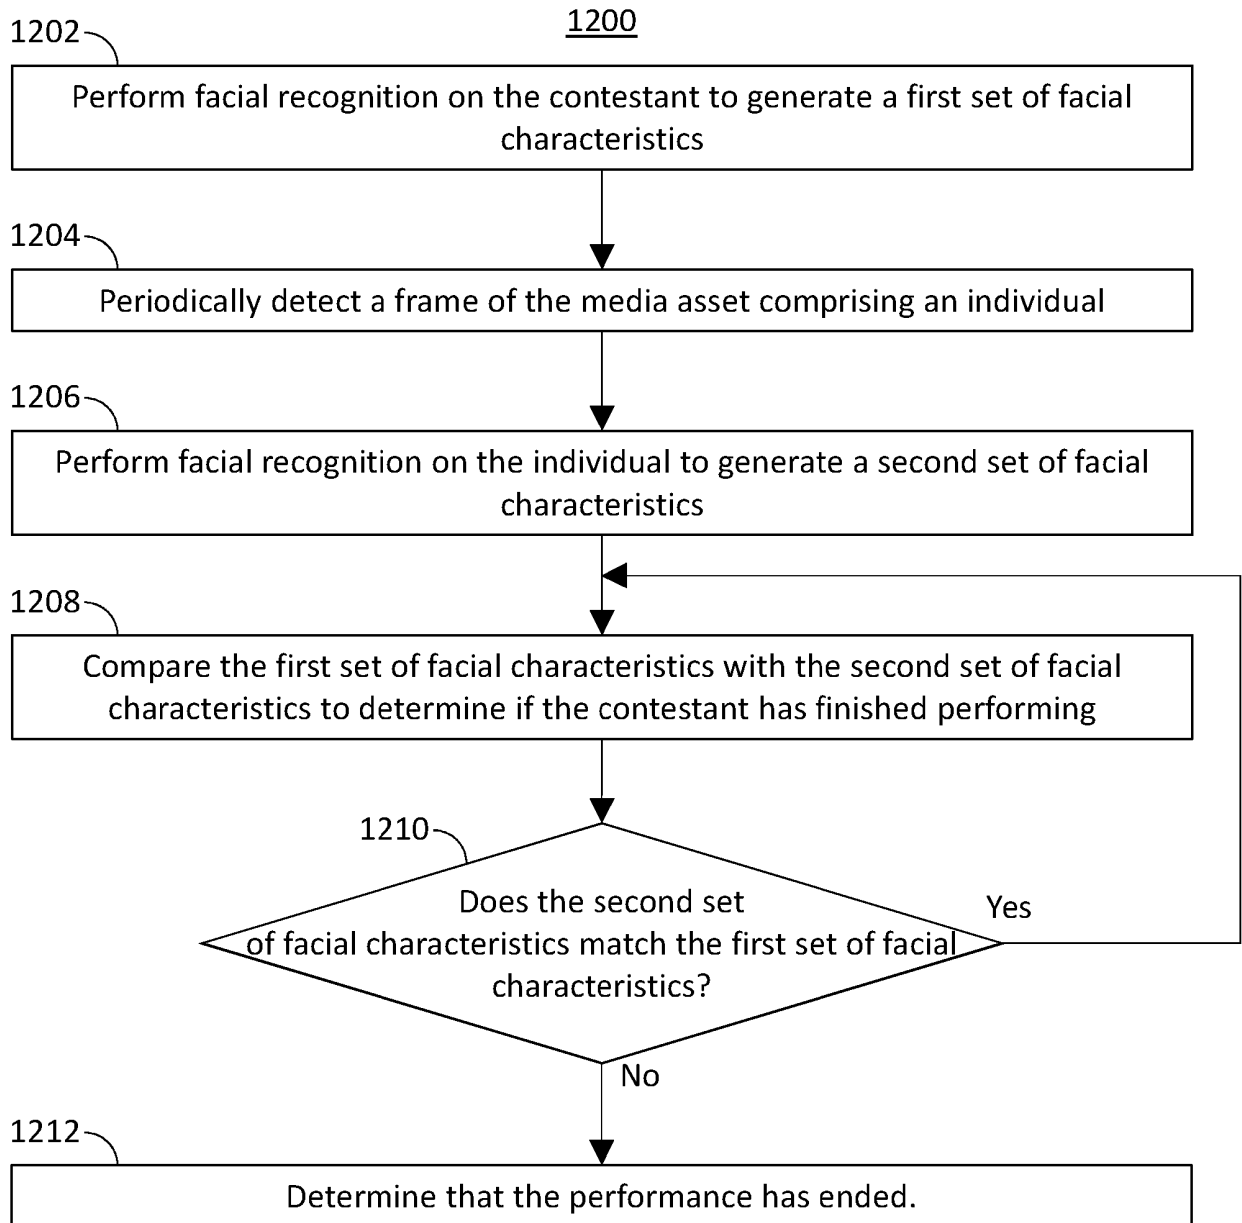 1200
1202
Perform facial recognition on the contestant to generate a first set of facial
characteristics
1204
Periodically detect a frame of the media asset comprising an individual
1206
Perform facial recognition on the individual to generate a second set of facial
characteristics
1208
Compare the first set of facial characteristics with the second set of facial
characteristics to determine if the contestant has finished performing
1210
Does the second set
of facial characteristics match the first set of facial
characteristics?
Yes
No
1212
Determine that the performance has ended.